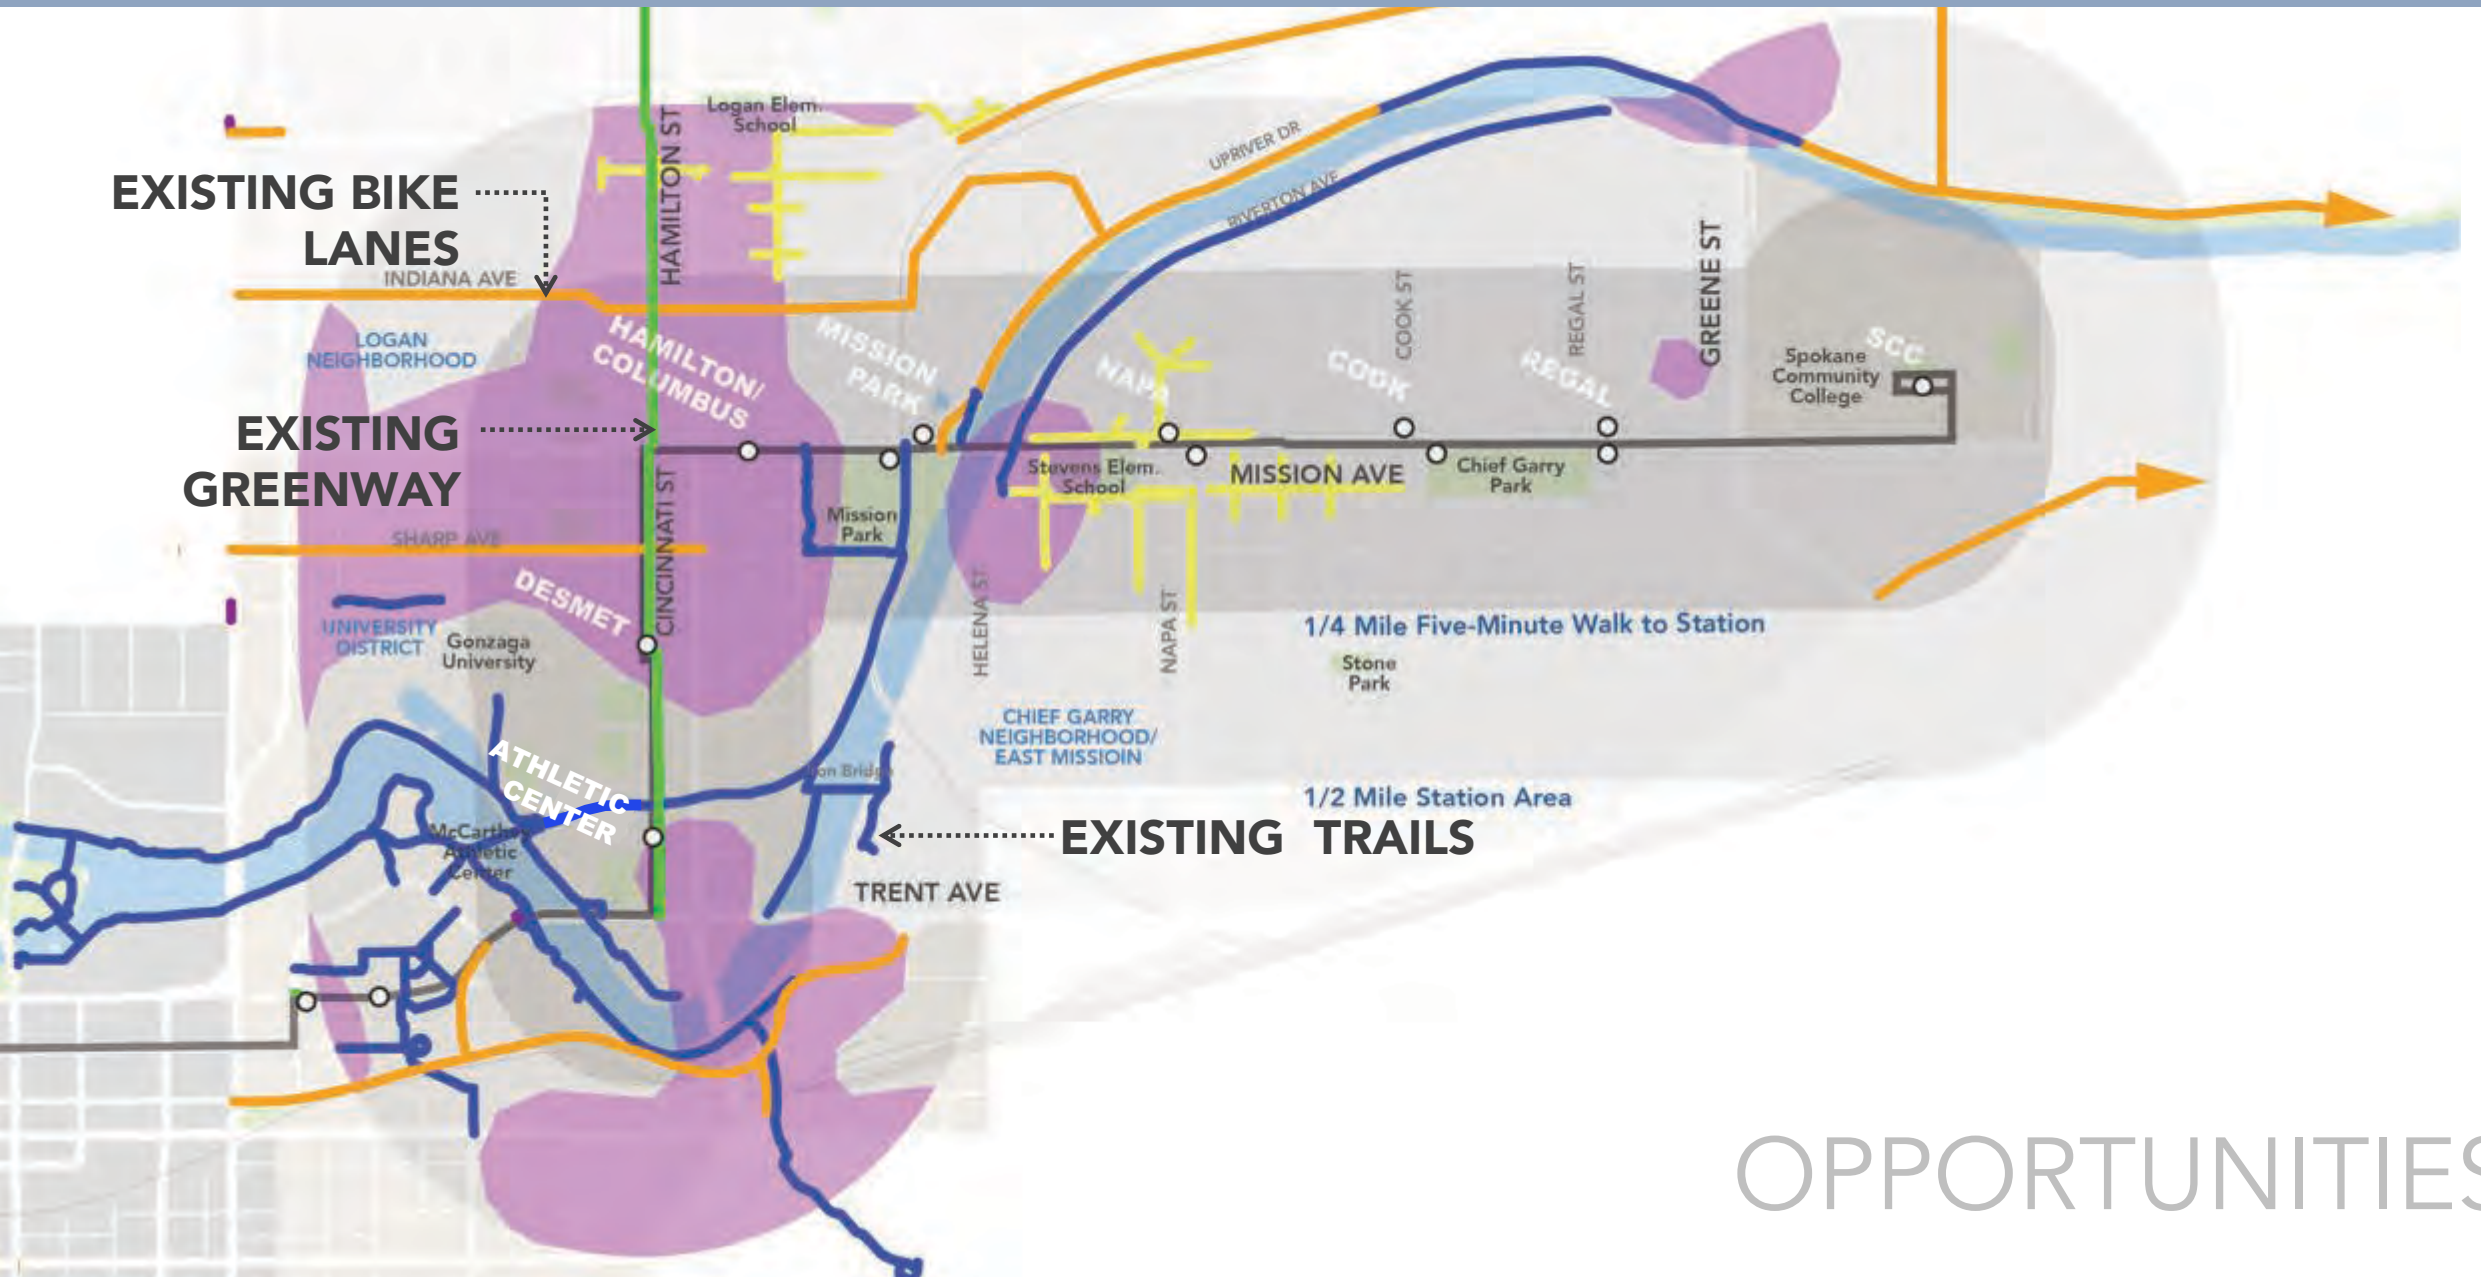 Logan Elem.
School
HAMILTON ST
EXISTING BIKE
LANES
INDIANA AVE
UPRIVER DR
RIVERTON AVE
LOGAN
NEIGHBORHOOD
HAMILTON/
COLUMBUS
MISSION
PARK
NAPA
COOK
COOK ST
REGAL
REGAL ST
GREENE ST
SCC
Spokane
Community
College
EXISTING
GREENWAY
CINCINNATI ST
Stevens Elem.
School
MISSION AVE
Chief Garry
Park
Mission
Park
SHARP AVE
DESMET
UNIVERSITY
DISTRICT
Gonzaga
University
HELENA ST
NAPA ST
1/4 Mile Five-Minute Walk to Station
Stone
Park
CHIEF GARRY
NEIGHBORHOOD/
EAST MISSIOIN
ATHLETIC
CENTER
McCarthey
Athletic
Center
on Bridge
1/2 Mile Station Area
EXISTING TRAILS
TRENT AVE
OPPORTUNITIES